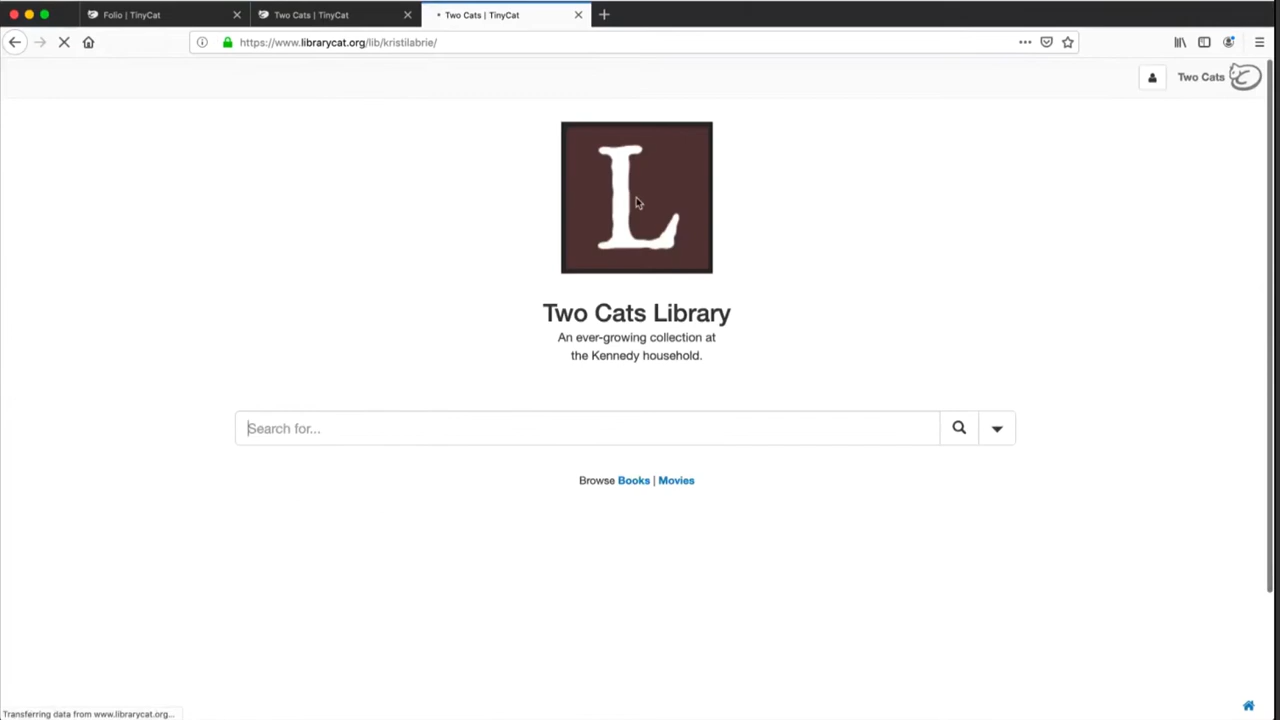 Folio | TinyCat
Two Cats | TinyCat
Two Cats | TinyCat
https://www.librarycat.org/lib/kristilabrie/
Two Cats
L
Two Cats Library
An ever-growing collection at
the Kennedy household.
Search for...
Browse Books | Movies
Transferring data from www.librarycat.org...